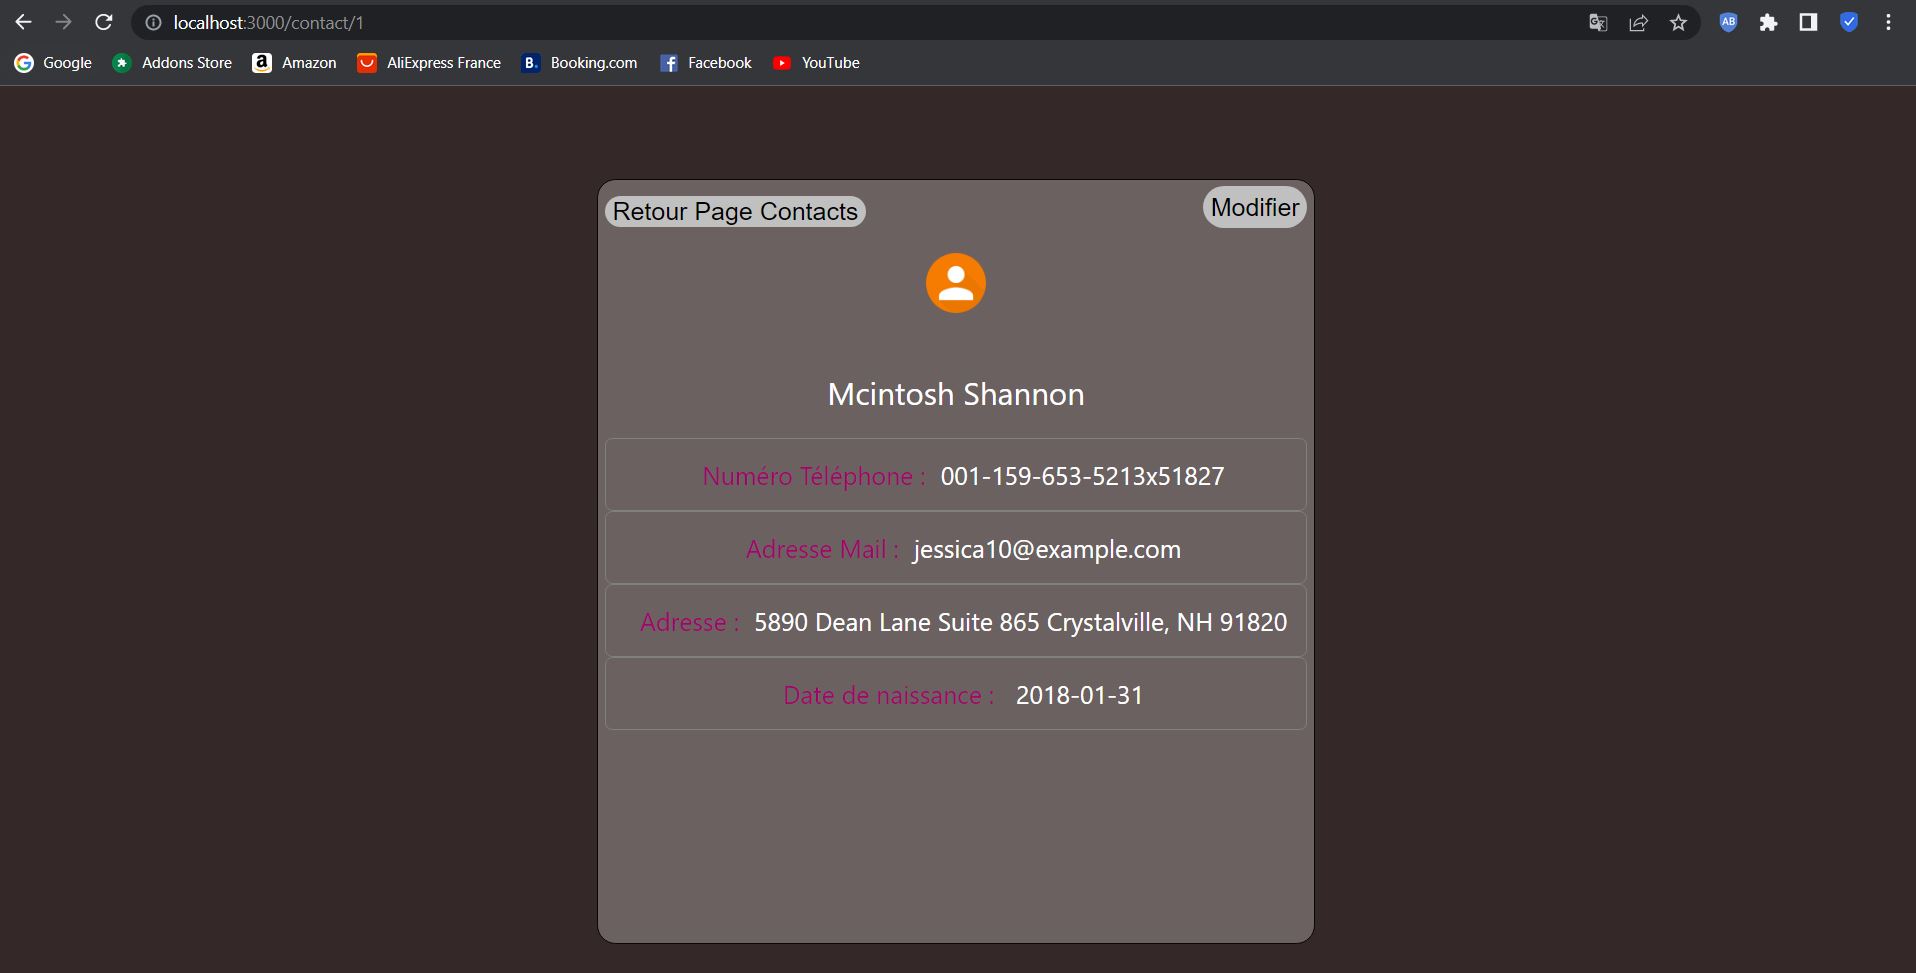 localhost:3000/contact/1
AB
Google Addons Store Amazon AliExpress France B. Booking.com Facebook YouTube
Retour Page Contacts Modifier
Mcintosh Shannon
Numéro Téléphone : 001-159-653-5213x51827
Adresse Mail : jessica10@example.com
Adresse : 5890 Dean Lane Suite 865 Crystalville, NH 91820
Date de naissance : 2018-01-31